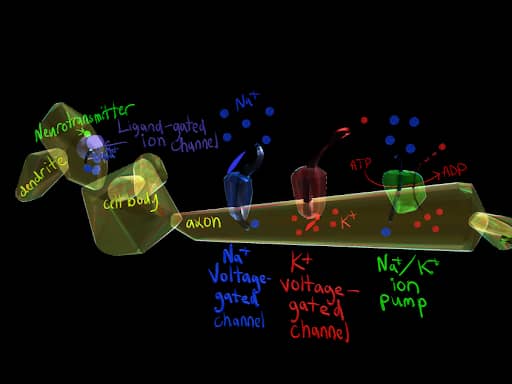 Neurotransmitter
Ligand-gated
ion channel
dendrite
cell body
axon
Na+
ATP
ADP
K+
Na+
Voltage-
gated
channel
K+
voltage-
gated
channel
Na+/K+
ion
pump